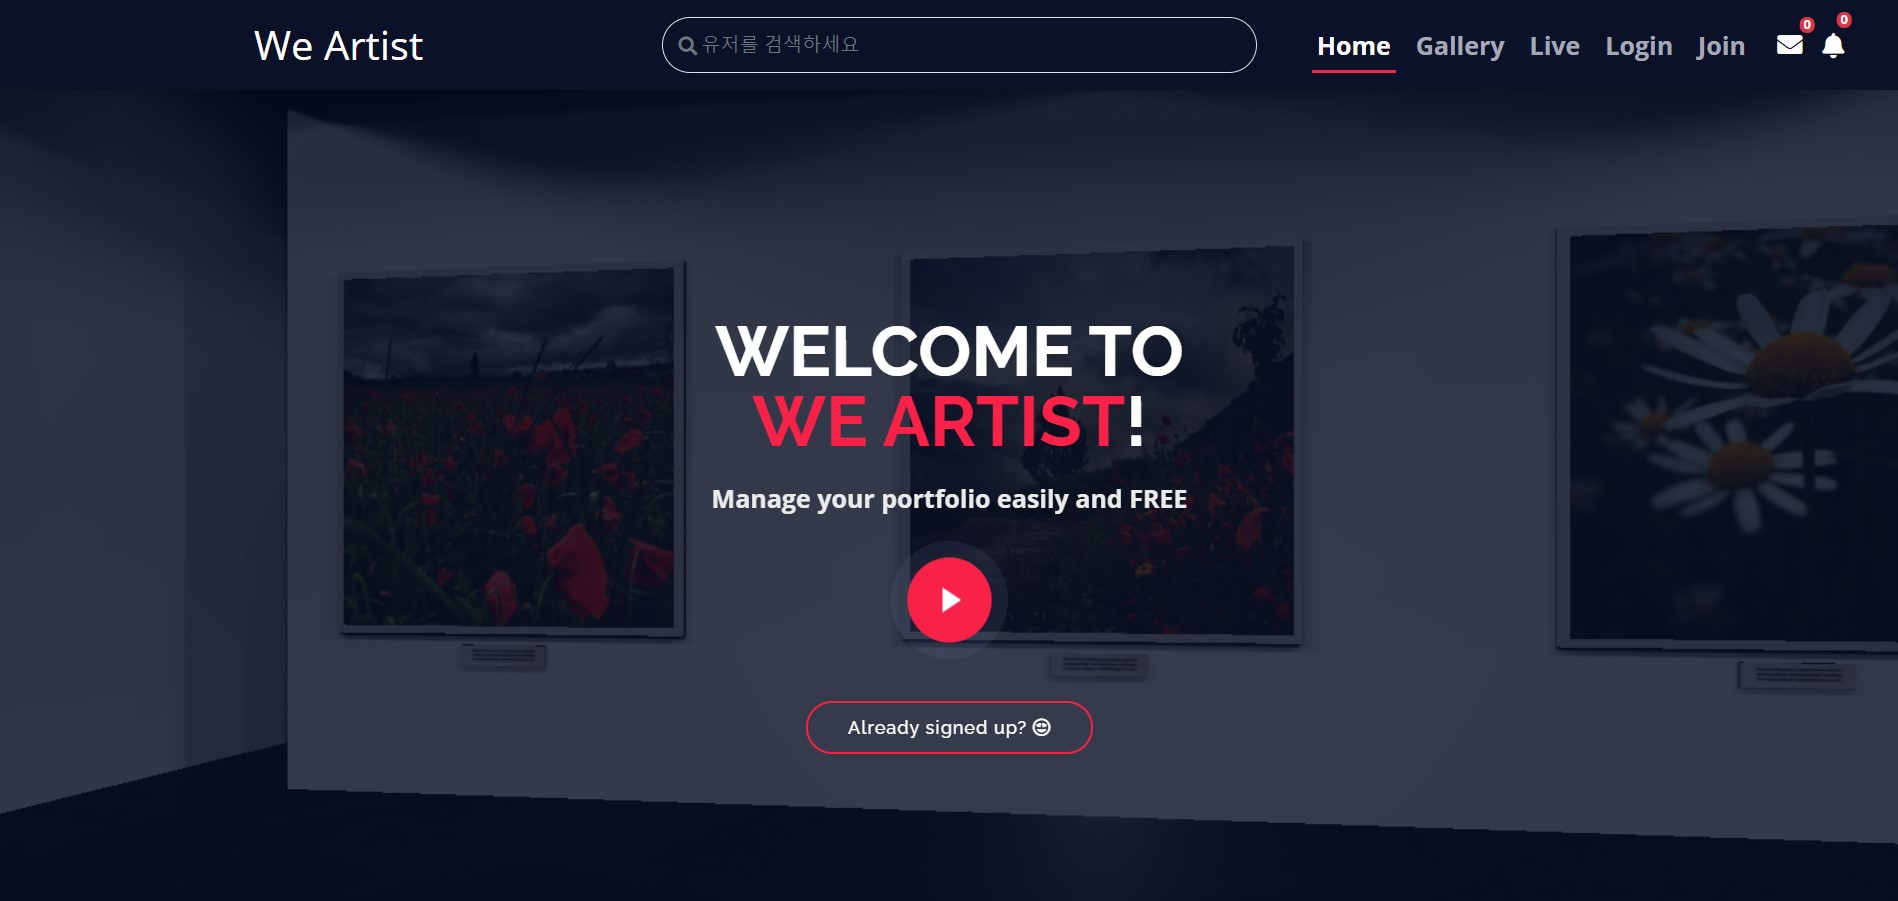 We Artist
유저를 검색하세요
Home Gallery Live Login Join 0 0
WELCOME TO
WE ARTIST!
Manage your portfolio easily and FREE
Already signed up?